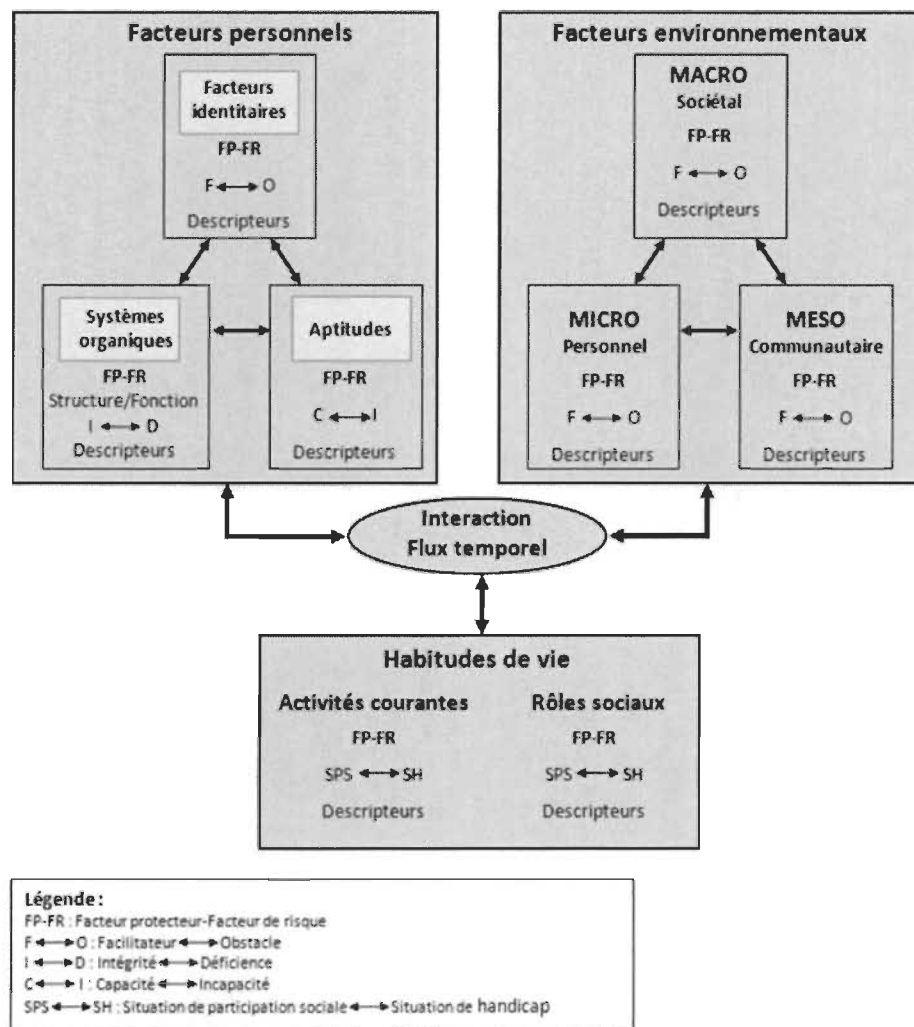 Facteurs personnels
Facteurs
identitaires
FP-FR
F ⟷ O
Descripteurs
Systèmes
organiques
FP-FR
Structure/Fonction
I ⟷ D
Descripteurs
Aptitudes
FP-FR
C ⟷ I
Descripteurs
Facteurs environnementaux
MACRO
Sociétal
FP-FR
F ⟷ O
Descripteurs
MICRO
Personnel
FP-FR
F ⟷ O
Descripteurs
MESO
Communautaire
FP-FR
F ⟷ O
Descripteurs
Interaction
Flux temporel
Habitudes de vie
Activités courantes
FP-FR
SPS ⟷ SH
Descripteurs
Rôles sociaux
FP-FR
SPS ⟷ SH
Descripteurs
Légende :
FP-FR : Facteur protecteur-Facteur de risque
F ⟷ O : Facilitateur ⟷ Obstacle
I ⟷ D : Intégrité ⟷ Déficience
C ⟷ I : Capacité ⟷ Incapacité
SPS ⟷ SH : Situation de participation sociale ⟷ Situation de handicap